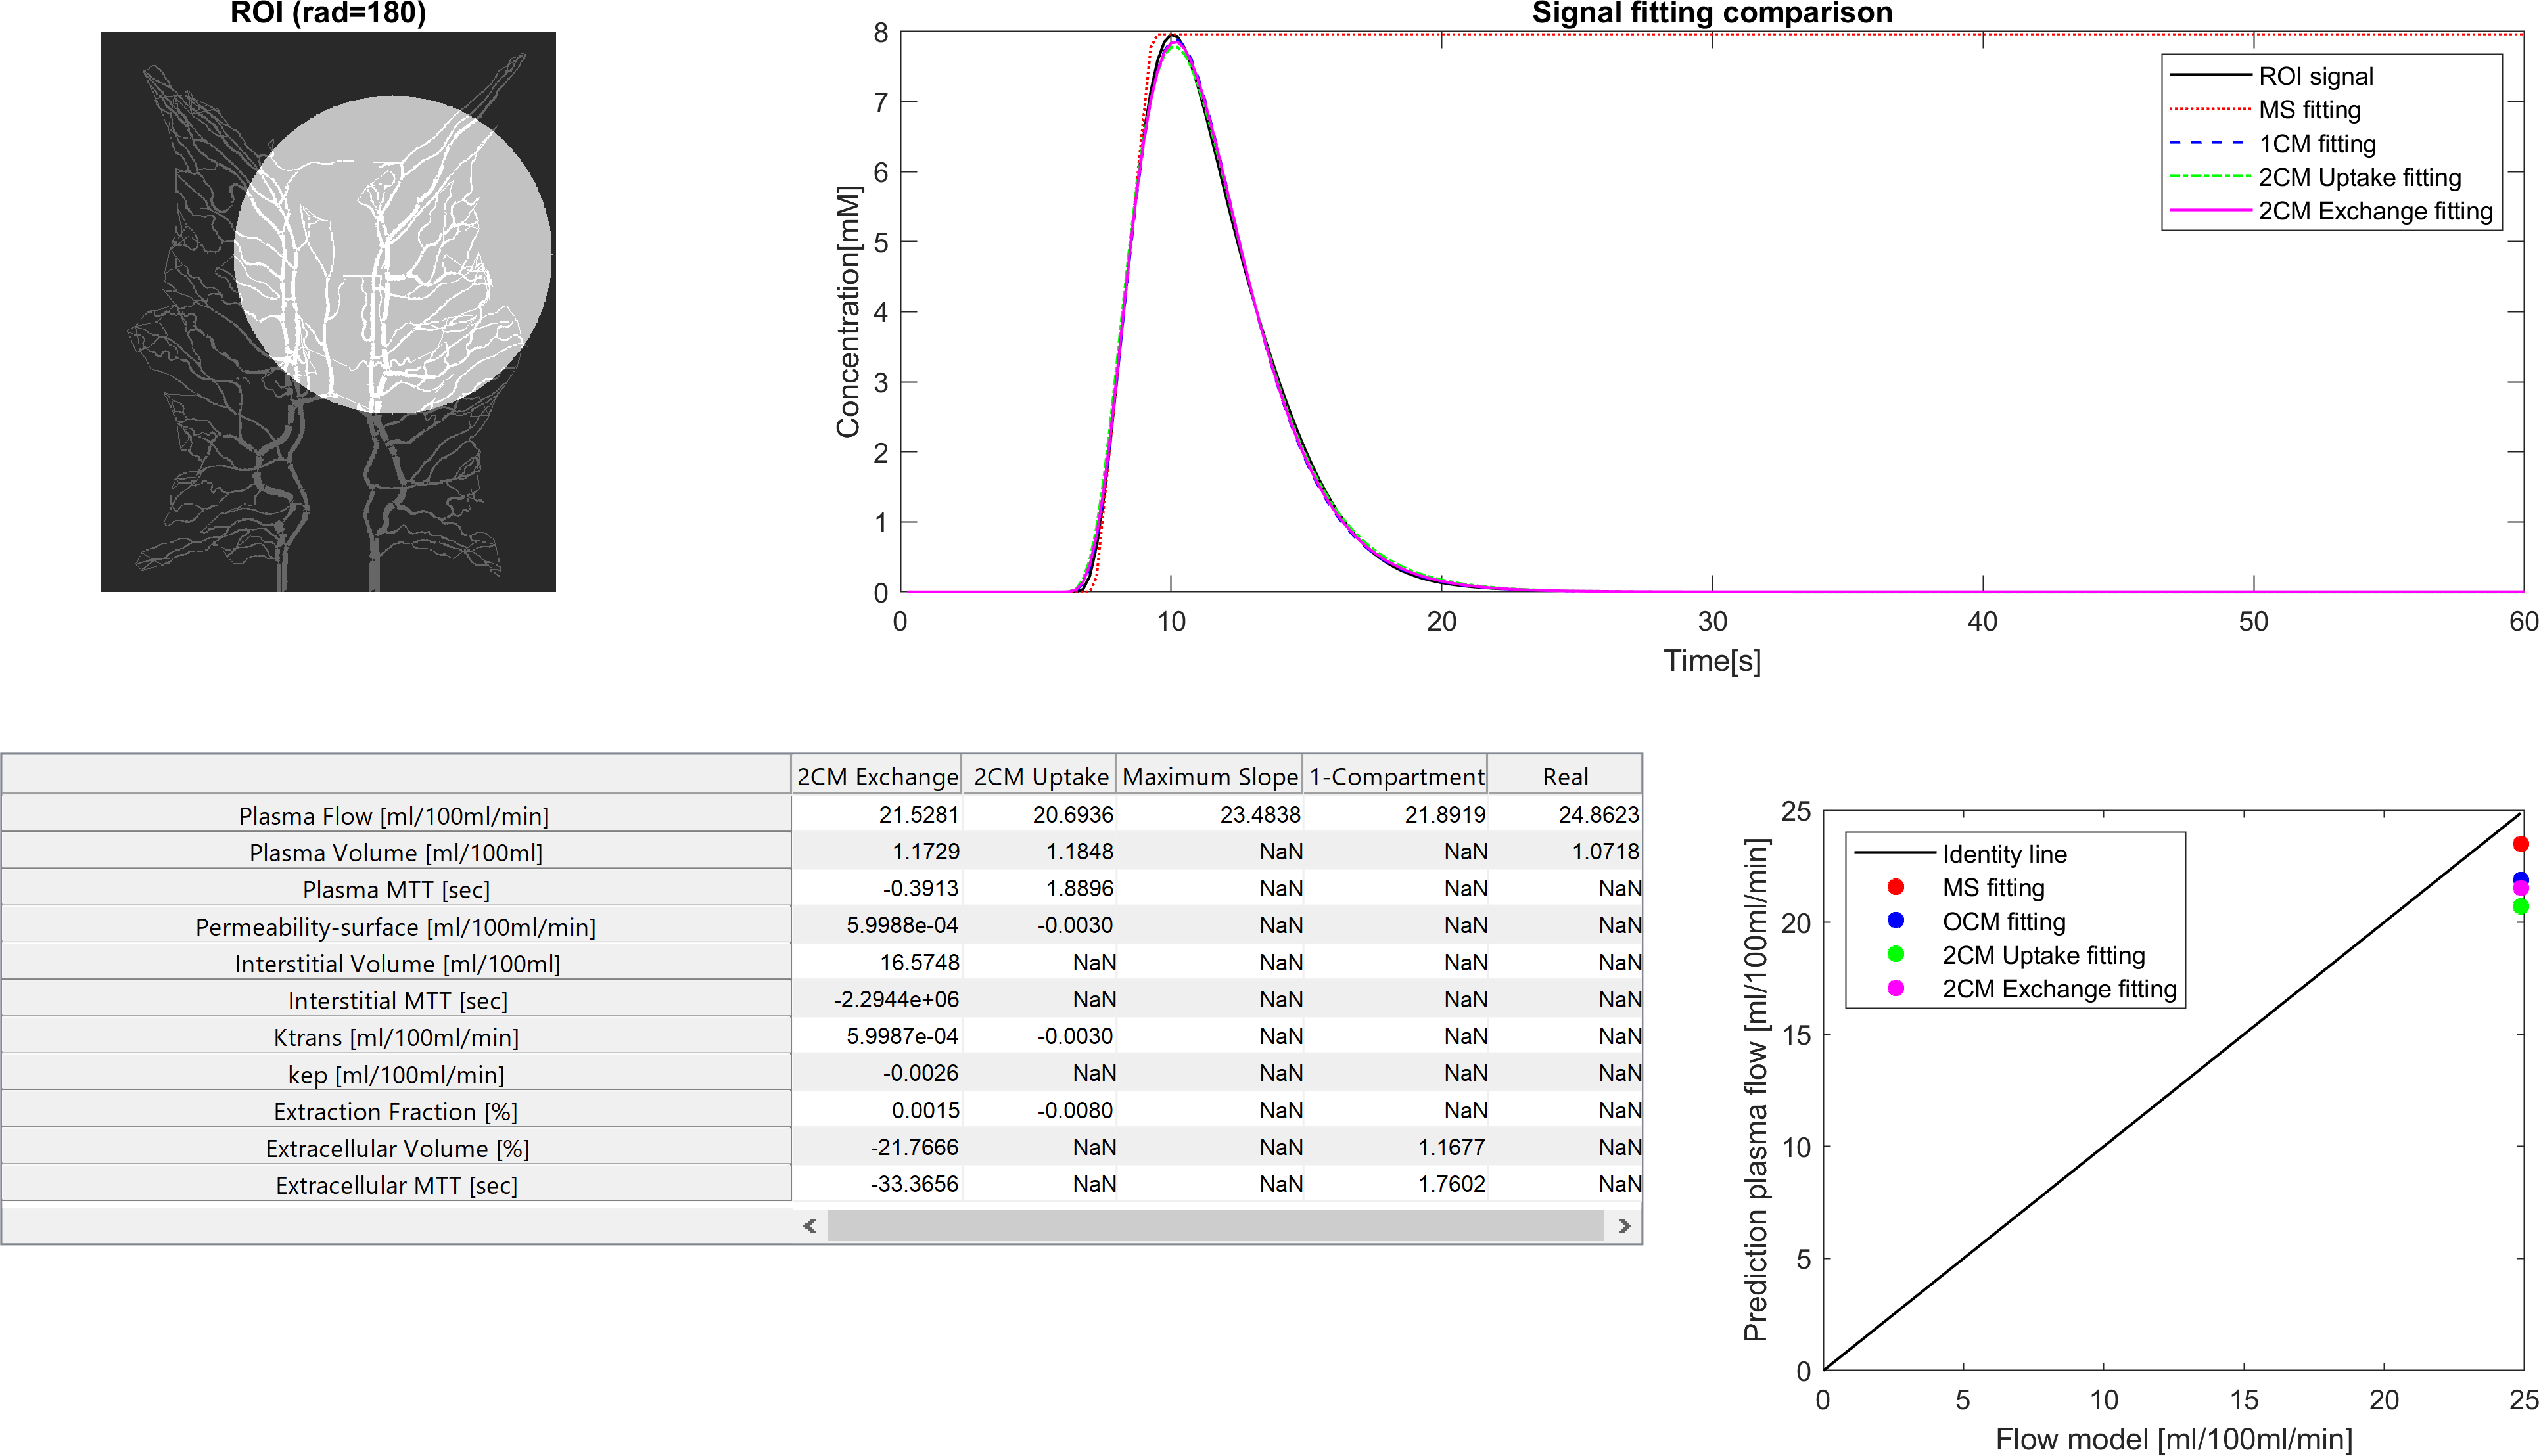 ROI (rad=180)
Signal fitting comparison
Concentration[mM]
8
7
6
5
4
3
2
1
0
0 10 20 30 40 50 60
Time[s]
ROI signal
MS fitting
1CM fitting
2CM Uptake fitting
2CM Exchange fitting
2CM Exchange 2CM Uptake Maximum Slope 1-Compartment Real
Plasma Flow [ml/100ml/min] 21.5281 20.6936 23.4838 21.8919 24.8623
Plasma Volume [ml/100ml] 1.1729 1.1848 NaN NaN 1.0718
Plasma MTT [sec] -0.3913 1.8896 NaN NaN NaN
Permeability-surface [ml/100ml/min] 5.9988e-04 -0.0030 NaN NaN NaN
Interstitial Volume [ml/100ml] 16.5748 NaN NaN NaN NaN
Interstitial MTT [sec] -2.2944e+06 NaN NaN NaN NaN
Ktrans [ml/100ml/min] 5.9987e-04 -0.0030 NaN NaN NaN
kep [ml/100ml/min] -0.0026 NaN NaN NaN NaN
Extraction Fraction [%] 0.0015 -0.0080 NaN NaN NaN
Extracellular Volume [%] -21.7666 NaN NaN 1.1677 NaN
Extracellular MTT [sec] -33.3656 NaN NaN 1.7602 NaN
Prediction plasma flow [ml/100ml/min]
25
20
15
10
5
0
0 5 10 15 20 25
Flow model [ml/100ml/min]
Identity line
MS fitting
OCM fitting
2CM Uptake fitting
2CM Exchange fitting